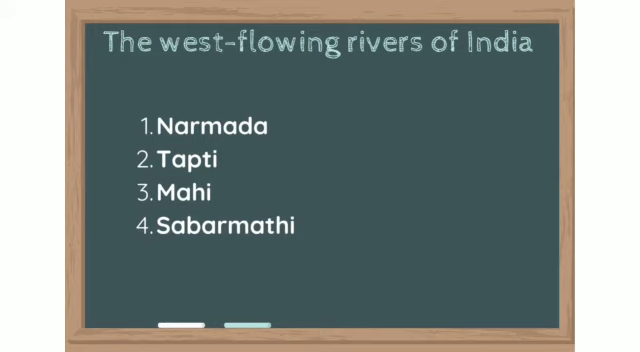 The west-flowing rivers of India
1. Narmada
2. Tapti
3. Mahi
4. Sabarmathi